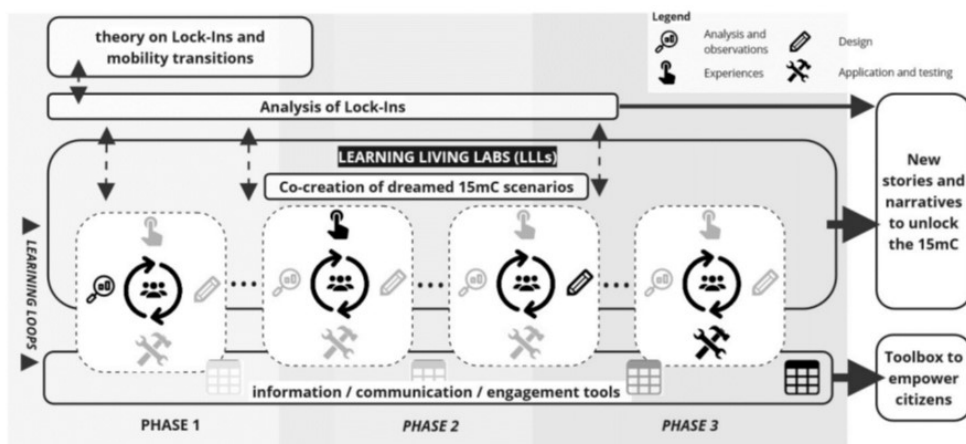 theory on Lock-Ins and
mobility transitions
Legend
Analysis and
observations
Design
Experiences
Application and testing
Analysis of Lock-Ins
LEARNING LIVING LABS (LLLs)
Co-creation of dreamed 15mC scenarios
New
stories and
narratives
to unlock
the 15mC
LEARINING LOOPS
information / communication / engagement tools
Toolbox to
empower
citizens
PHASE 1
PHASE 2
PHASE 3